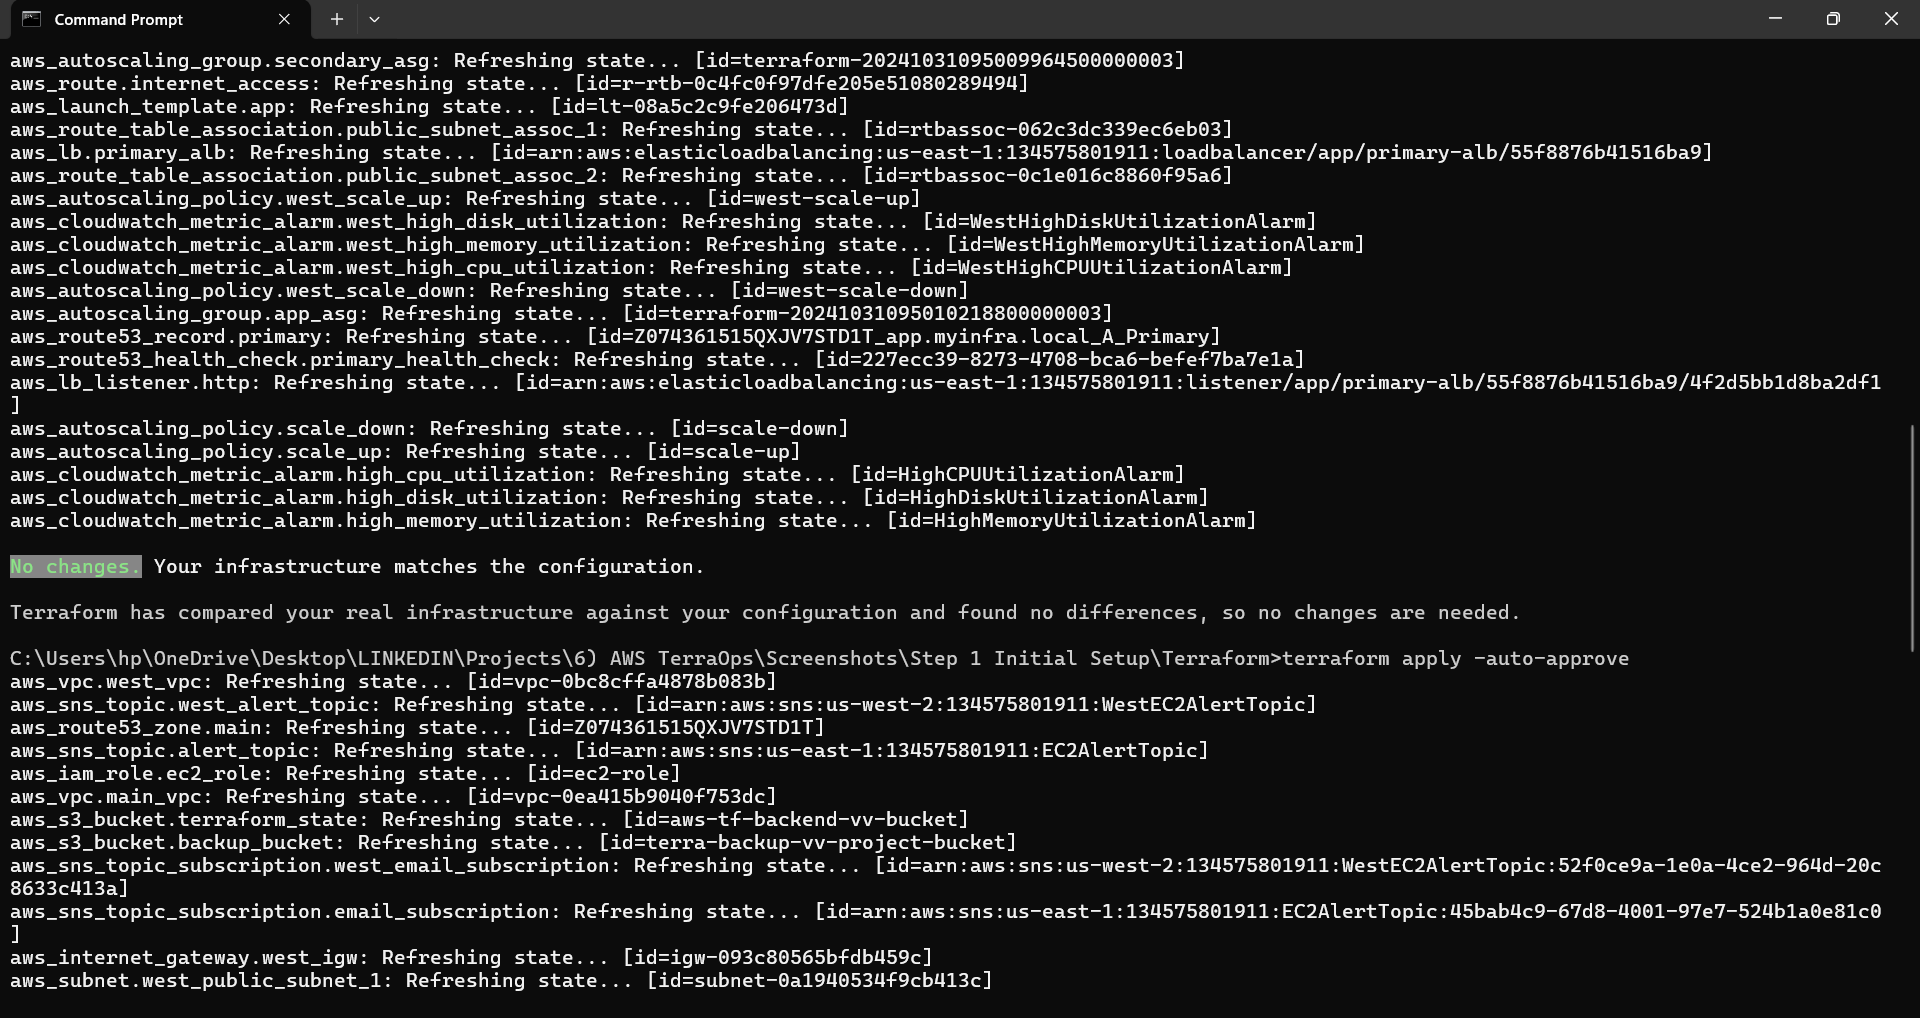 Command Prompt
aws_autoscaling_group.secondary_asg: Refreshing state... [id=terraform-20241031095009964500000003]
aws_route.internet_access: Refreshing state... [id=r-rtb-0c4fc0f97dfe205e51080289494]
aws_launch_template.app: Refreshing state... [id=lt-08a5c2c9fe206473d]
aws_route_table_association.public_subnet_assoc_1: Refreshing state... [id=rtbassoc-062c3dc339ec6eb03]
aws_lb.primary_alb: Refreshing state... [id=arn:aws:elasticloadbalancing:us-east-1:134575801911:loadbalancer/app/primary-alb/55f8876b41516ba9]
aws_route_table_association.public_subnet_assoc_2: Refreshing state... [id=rtbassoc-0c1e016c8860f95a6]
aws_autoscaling_policy.west_scale_up: Refreshing state... [id=west-scale-up]
aws_cloudwatch_metric_alarm.west_high_disk_utilization: Refreshing state... [id=WestHighDiskUtilizationAlarm]
aws_cloudwatch_metric_alarm.west_high_memory_utilization: Refreshing state... [id=WestHighMemoryUtilizationAlarm]
aws_cloudwatch_metric_alarm.west_high_cpu_utilization: Refreshing state... [id=WestHighCPUUtilizationAlarm]
aws_autoscaling_policy.west_scale_down: Refreshing state... [id=west-scale-down]
aws_autoscaling_group.app_asg: Refreshing state... [id=terraform-20241031095010218800000003]
aws_route53_record.primary: Refreshing state... [id=Z074361515QXJV7STD1T_app.myinfra.local_A_Primary]
aws_route53_health_check.primary_health_check: Refreshing state... [id=227ecc39-8273-4708-bca6-befef7ba7e1a]
aws_lb_listener.http: Refreshing state... [id=arn:aws:elasticloadbalancing:us-east-1:134575801911:listener/app/primary-alb/55f8876b41516ba9/4f2d5bb1d8ba2df1
]
aws_autoscaling_policy.scale_down: Refreshing state... [id=scale-down]
aws_autoscaling_policy.scale_up: Refreshing state... [id=scale-up]
aws_cloudwatch_metric_alarm.high_cpu_utilization: Refreshing state... [id=HighCPUUtilizationAlarm]
aws_cloudwatch_metric_alarm.high_disk_utilization: Refreshing state... [id=HighDiskUtilizationAlarm]
aws_cloudwatch_metric_alarm.high_memory_utilization: Refreshing state... [id=HighMemoryUtilizationAlarm]
No changes. Your infrastructure matches the configuration.
Terraform has compared your real infrastructure against your configuration and found no differences, so no changes are needed.
C:\Users\hp\OneDrive\Desktop\LINKEDIN\Projects\6) AWS TerraOps\Screenshots\Step 1 Initial Setup\Terraform>terraform apply -auto-approve
aws_vpc.west_vpc: Refreshing state... [id=vpc-0bc8cffa4878b083b]
aws_sns_topic.west_alert_topic: Refreshing state... [id=arn:aws:sns:us-west-2:134575801911:WestEC2AlertTopic]
aws_route53_zone.main: Refreshing state... [id=Z074361515QXJV7STD1T]
aws_sns_topic.alert_topic: Refreshing state... [id=arn:aws:sns:us-east-1:134575801911:EC2AlertTopic]
aws_iam_role.ec2_role: Refreshing state... [id=ec2-role]
aws_vpc.main_vpc: Refreshing state... [id=vpc-0ea415b9040f753dc]
aws_s3_bucket.terraform_state: Refreshing state... [id=aws-tf-backend-vv-bucket]
aws_s3_bucket.backup_bucket: Refreshing state... [id=terra-backup-vv-project-bucket]
aws_sns_topic_subscription.west_email_subscription: Refreshing state... [id=arn:aws:sns:us-west-2:134575801911:WestEC2AlertTopic:52f0ce9a-1e0a-4ce2-964d-20c
8633c413a]
aws_sns_topic_subscription.email_subscription: Refreshing state... [id=arn:aws:sns:us-east-1:134575801911:EC2AlertTopic:45bab4c9-67d8-4001-97e7-524b1a0e81c0
]
aws_internet_gateway.west_igw: Refreshing state... [id=igw-093c80565bfdb459c]
aws_subnet.west_public_subnet_1: Refreshing state... [id=subnet-0a1940534f9cb413c]